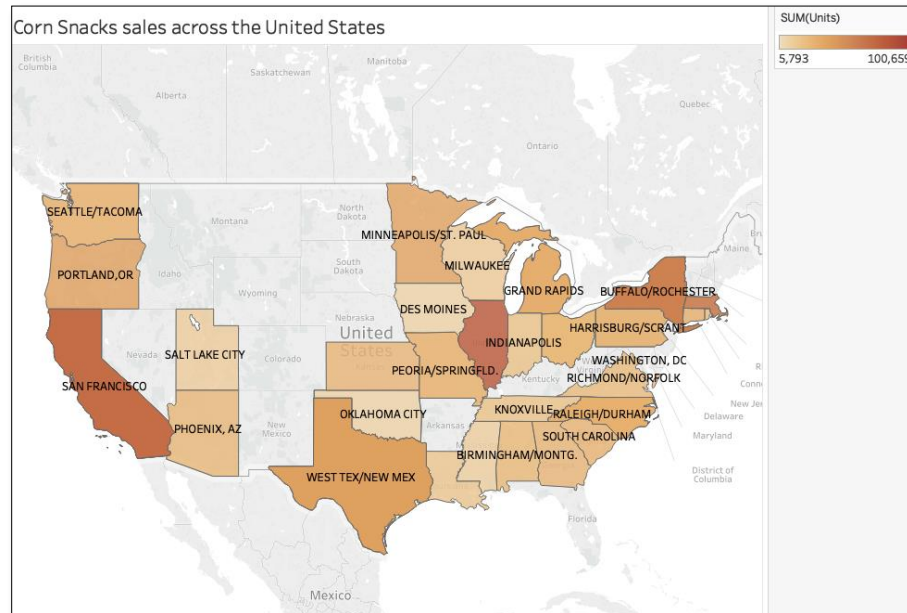 Corn Snacks sales across the United States
SUM(Units)
5,793 100,659
British
Columbia
Alberta
Saskatchewan
Manitoba
Ontario
Quebec
SEATTLE/TACOMA
Montana
North
Dakota
MINNEAPOLIS/ST. PAUL
Maine
PORTLAND,OR
Idaho
South
Dakota
MILWAUKEE
Wyoming
GRAND RAPIDS
BUFFALO/ROCHESTER
DES MOINES
Nebraska
HARRISBURG/SCRANT
United
States
SALT LAKE CITY
Nevada
Colorado
INDIANAPOLIS
WASHINGTON, DC
West
Virginia
PEORIA/SPRINGFLD.
Kentucky
RICHMOND/NORFOLK
SAN FRANCISCO
KNOXVILLE
RALEIGH/DURHAM
OKLAHOMA CITY
Arkansas
PHOENIX, AZ
New
Mexico
SOUTH CAROLINA
BIRMINGHAM/MONTG.
WEST TEX/NEW MEX
New Jer
Delaware
Maryland
District of
Columbia
Florida
Mexico